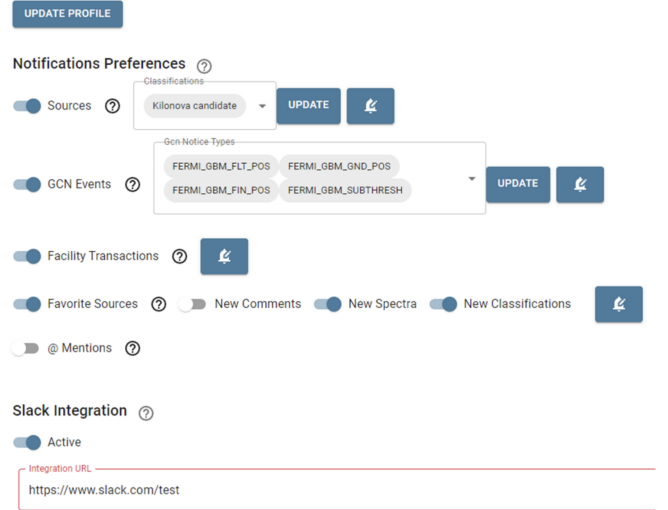 UPDATE PROFILE
Notifications Preferences
Classifications
Sources Kilonova candidate UPDATE
Gcn Notice Types
FERMI_GBM_FLT_POS FERMI_GBM_GND_POS
GCN Events UPDATE
FERMI_GBM_FIN_POS FERMI_GBM_SUBTHRESH
Facility Transactions
Favorite Sources New Comments New Spectra New Classifications
@ Mentions
Slack Integration
Active
Integration URL
https://www.slack.com/test